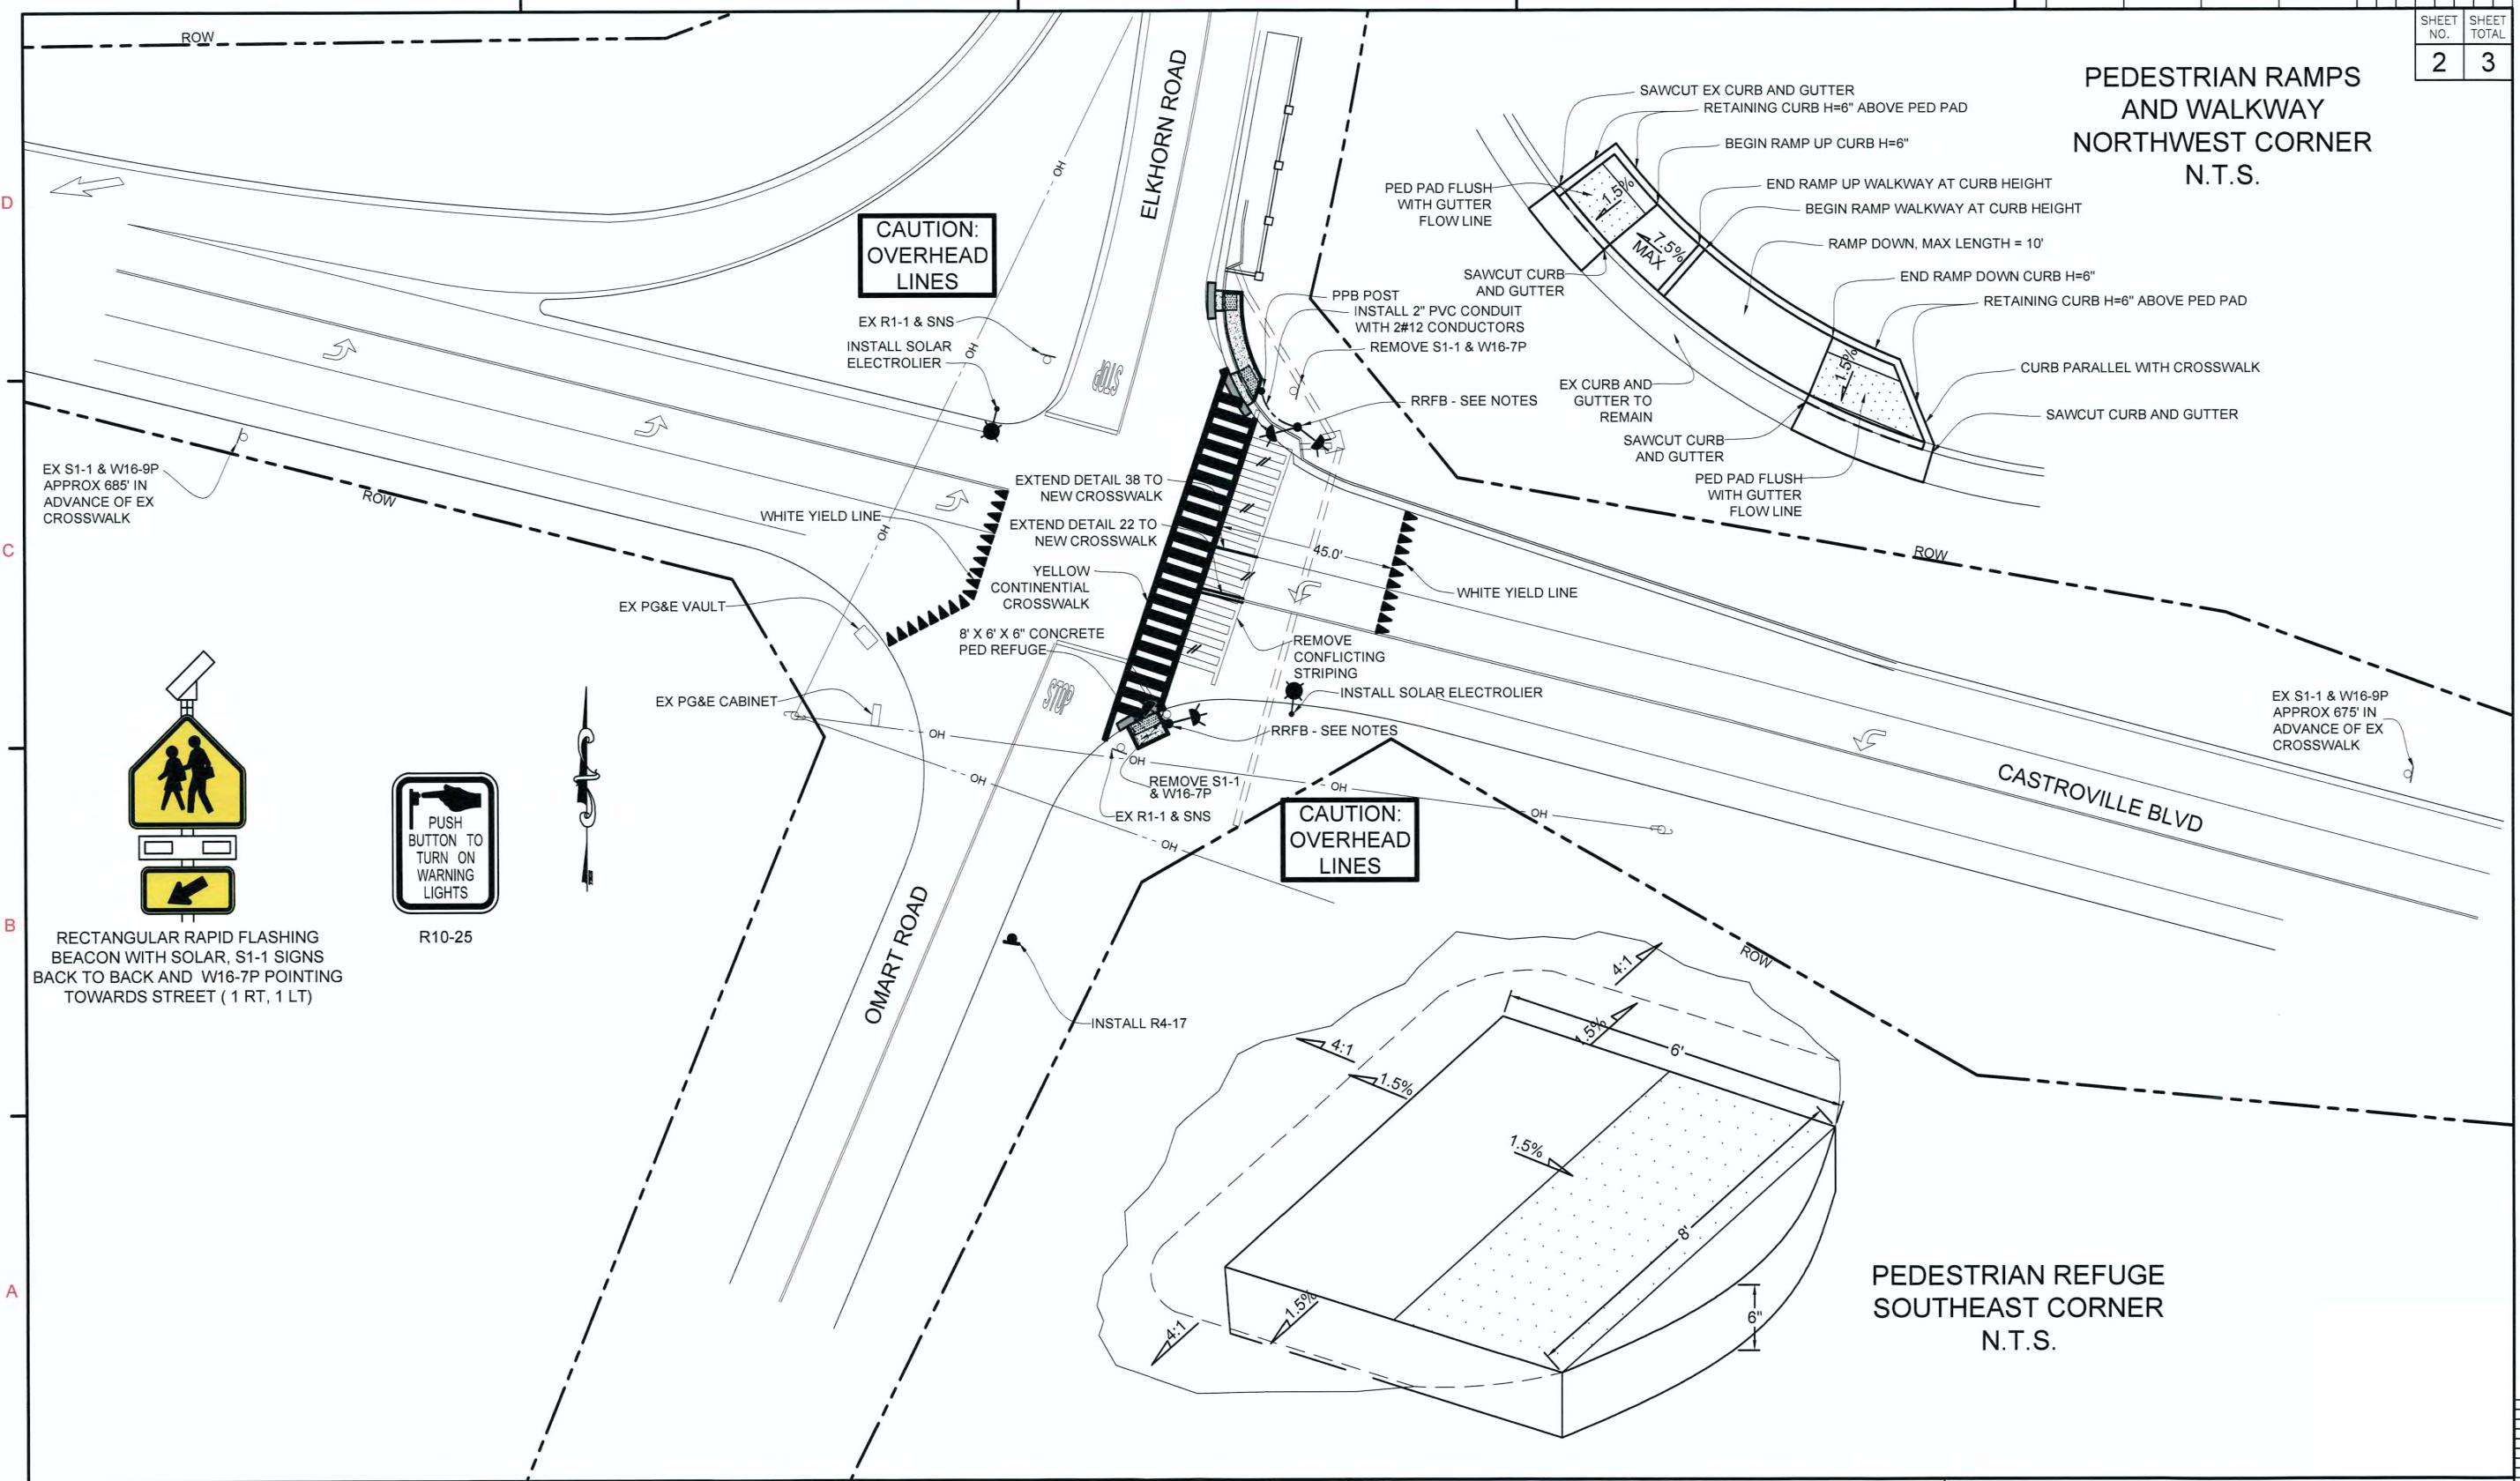 SHEET NO.
SHEET TOTAL
2
3
ROW
PEDESTRIAN RAMPS
AND WALKWAY
NORTHWEST CORNER
N.T.S.
SAWCUT EX CURB AND GUTTER
RETAINING CURB H=6" ABOVE PED PAD
BEGIN RAMP UP CURB H=6"
END RAMP UP WALKWAY AT CURB HEIGHT
BEGIN RAMP WALKWAY AT CURB HEIGHT
RAMP DOWN, MAX LENGTH = 10'
END RAMP DOWN CURB H=6"
RETAINING CURB H=6" ABOVE PED PAD
CURB PARALLEL WITH CROSSWALK
SAWCUT CURB AND GUTTER
PED PAD FLUSH
WITH GUTTER
FLOW LINE
1.5%
7.5%
MAX
SAWCUT CURB
AND GUTTER
EX CURB AND
GUTTER TO
REMAIN
1.5%
SAWCUT CURB
AND GUTTER
PED PAD FLUSH
WITH GUTTER
FLOW LINE
D
C
B
A
ELKHORN ROAD
OH
CAUTION:
OVERHEAD
LINES
EX R1-1 & SNS
INSTALL SOLAR
ELECTROLIER
OH
STOP
PPB POST
INSTALL 2" PVC CONDUIT
WITH 2#12 CONDUCTORS
REMOVE S1-1 & W16-7P
RRFB - SEE NOTES
EX S1-1 & W16-9P
APPROX 685' IN
ADVANCE OF EX
CROSSWALK
ROW
WHITE YIELD LINE
OH
EXTEND DETAIL 38 TO
NEW CROSSWALK
EXTEND DETAIL 22 TO
NEW CROSSWALK
YELLOW
CONTINENTIAL
CROSSWALK
8' X 6' X 6" CONCRETE
PED REFUGE
45.0'
WHITE YIELD LINE
ROW
REMOVE
CONFLICTING
STRIPING
INSTALL SOLAR ELECTROLIER
RRFB - SEE NOTES
EX PG&E VAULT
EX PG&E CABINET
STOP
OH
OH
OH
OH
OH
OH
REMOVE S1-1
& W16-7P
EX R1-1 & SNS
CAUTION:
OVERHEAD
LINES
CASTROVILLE BLVD
EX S1-1 & W16-9P
APPROX 675' IN
ADVANCE OF EX
CROSSWALK
PUSH
BUTTON TO
TURN ON
WARNING
LIGHTS
R10-25
RECTANGULAR RAPID FLASHING
BEACON WITH SOLAR, S1-1 SIGNS
BACK TO BACK AND W16-7P POINTING
TOWARDS STREET ( 1 RT, 1 LT)
OMART ROAD
INSTALL R4-17
ROW
4:1
1.5%
6'
4:1
1.5%
1.5%
8'
1.5%
4:1
6"
PEDESTRIAN REFUGE
SOUTHEAST CORNER
N.T.S.